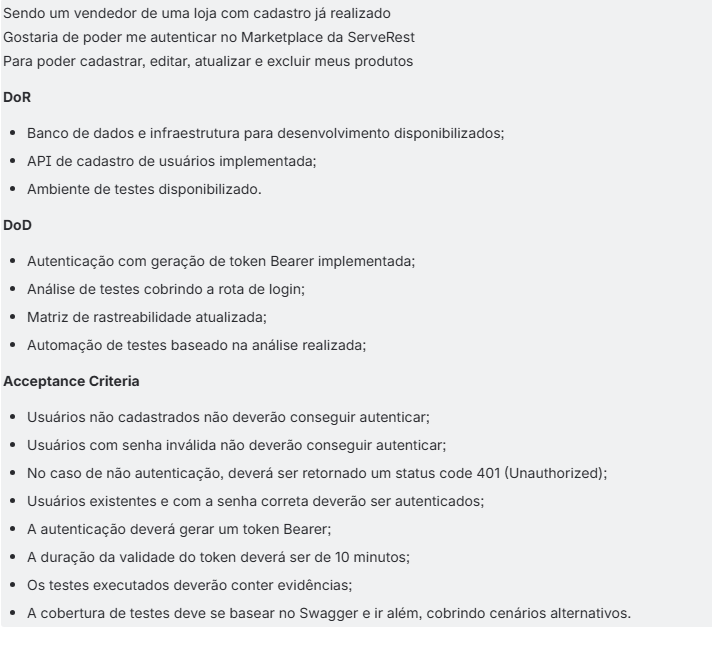 Sendo um vendedor de uma loja com cadastro já realizado
Gostaria de poder me autenticar no Marketplace da ServeRest
Para poder cadastrar, editar, atualizar e excluir meus produtos
DoR
• Banco de dados e infraestrutura para desenvolvimento disponibilizados;
• API de cadastro de usuários implementada;
• Ambiente de testes disponibilizado.
DoD
• Autenticação com geração de token Bearer implementada;
• Análise de testes cobrindo a rota de login;
• Matriz de rastreabilidade atualizada;
• Automação de testes baseado na análise realizada;
Acceptance Criteria
• Usuários não cadastrados não deverão conseguir autenticar;
• Usuários com senha inválida não deverão conseguir autenticar;
• No caso de não autenticação, deverá ser retornado um status code 401 (Unauthorized);
• Usuários existentes e com a senha correta deverão ser autenticados;
• A autenticação deverá gerar um token Bearer;
• A duração da validade do token deverá ser de 10 minutos;
• Os testes executados deverão conter evidências;
• A cobertura de testes deve se basear no Swagger e ir além, cobrindo cenários alternativos.